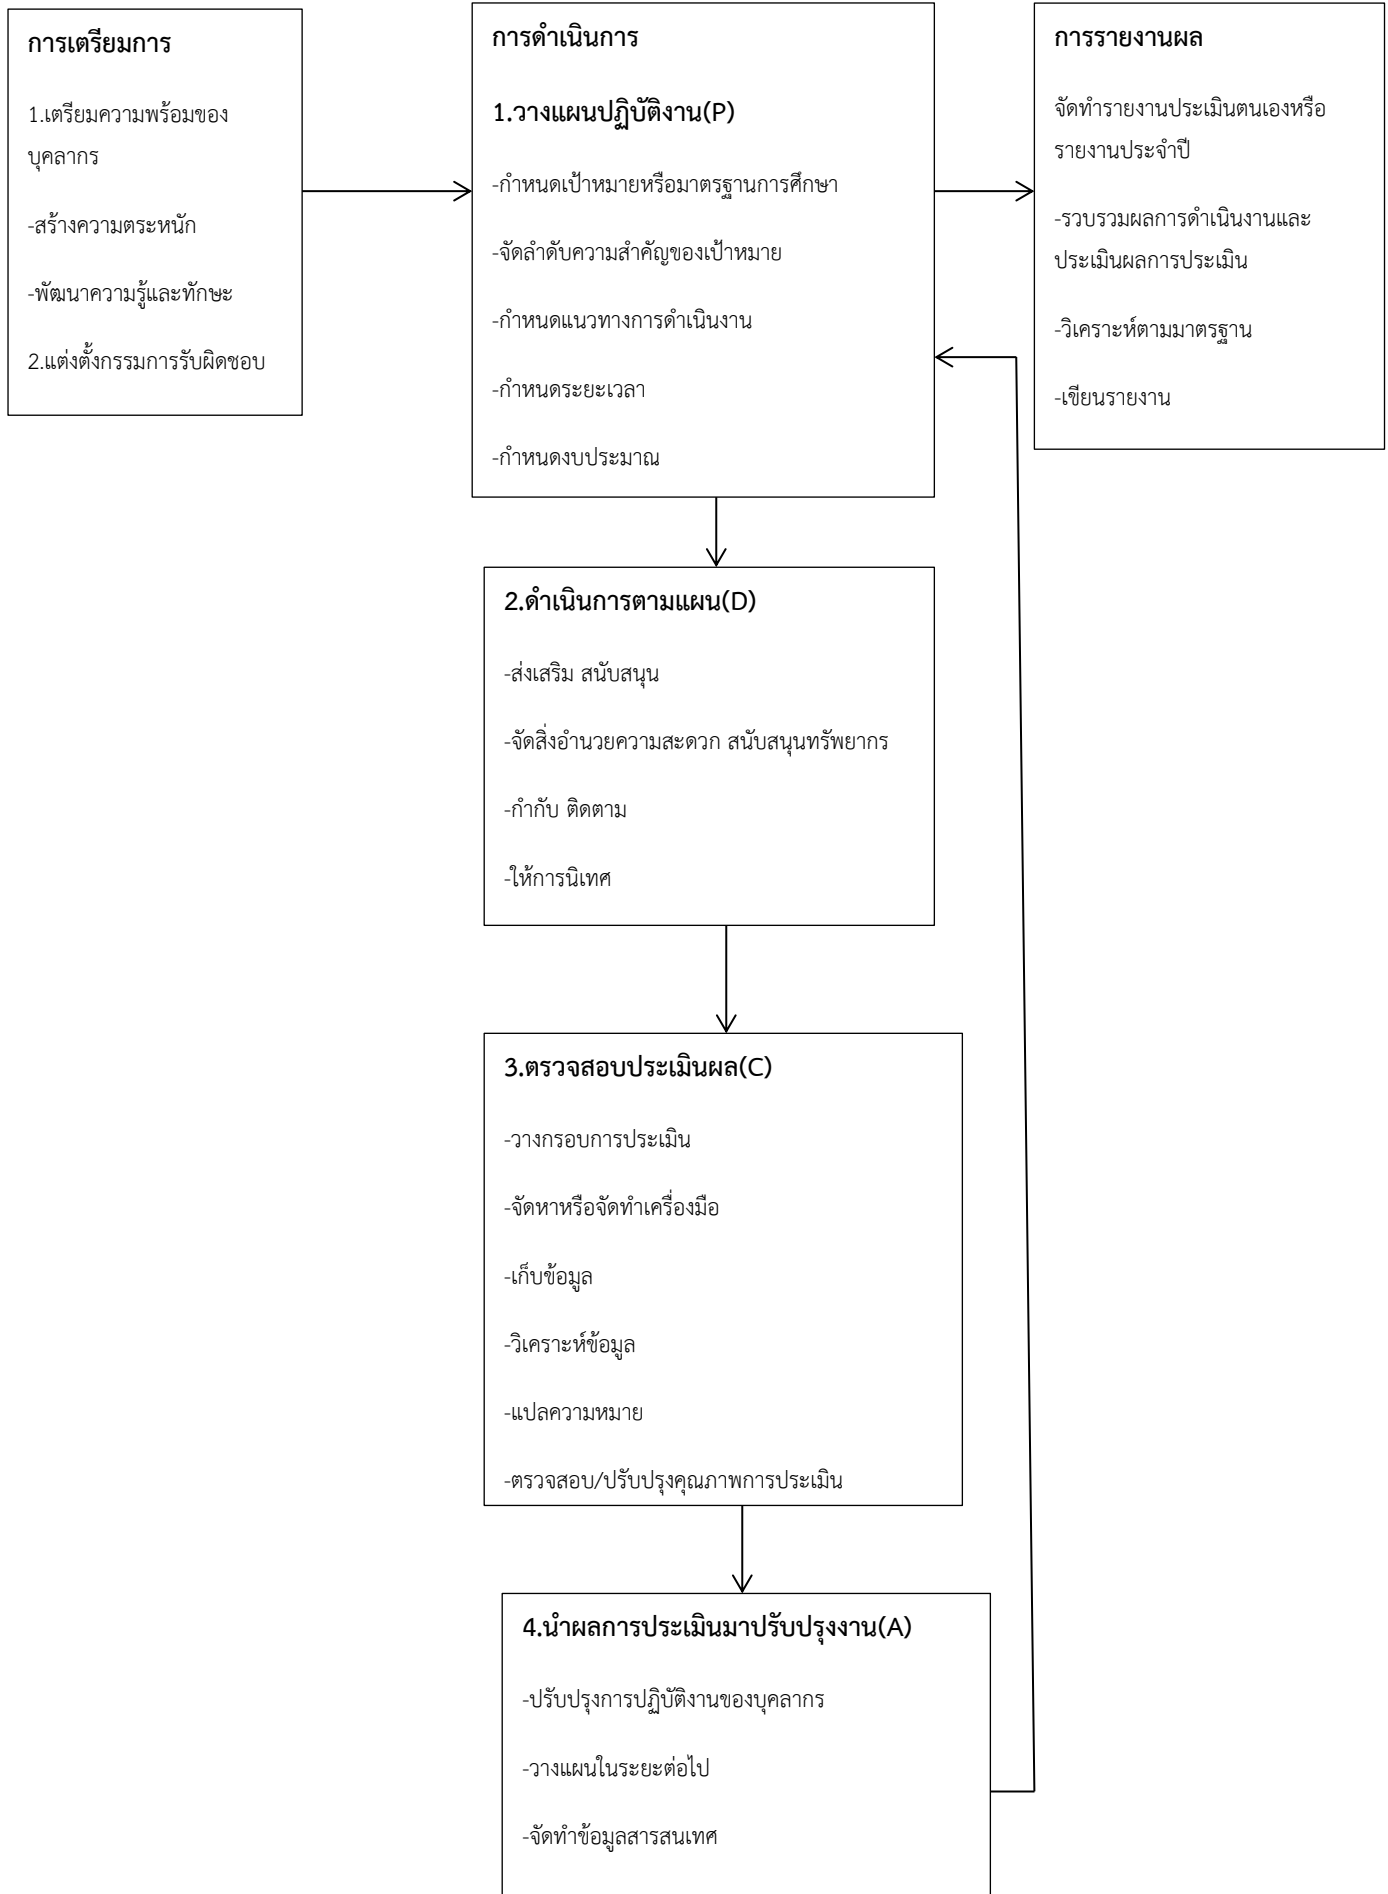 การเตรียมการ
1.เตรียมความพร้อมของ
บุคลากร
-สร้างความตระหนัก
-พัฒนาความรู้และทักษะ
2.แต่งตั้งกรรมการรับผิดชอบ
การดำเนินการ
1.วางแผนปฏิบัติงาน(P)
-กำหนดเป้าหมายหรือมาตรฐานการศึกษา
-จัดลำดับความสำคัญของเป้าหมาย
-กำหนดแนวทางการดำเนินงาน
-กำหนดระยะเวลา
-กำหนดงบประมาณ
การรายงานผล
จัดทำรายงานประเมินตนเองหรือ
รายงานประจำปี
-รวบรวมผลการดำเนินงานและ
ประเมินผลการประเมิน
-วิเคราะห์ตามมาตรฐาน
-เขียนรายงาน
2.ดำเนินการตามแผน(D)
-ส่งเสริม สนับสนุน
-จัดสิ่งอำนวยความสะดวก สนับสนุนทรัพยากร
-กำกับ ติดตาม
-ให้การนิเทศ
3.ตรวจสอบประเมินผล(C)
-วางกรอบการประเมิน
-จัดหาหรือจัดทำเครื่องมือ
-เก็บข้อมูล
-วิเคราะห์ข้อมูล
-แปลความหมาย
-ตรวจสอบ/ปรับปรุงคุณภาพการประเมิน
4.นำผลการประเมินมาปรับปรุงงาน(A)
-ปรับปรุงการปฏิบัติงานของบุคลากร
-วางแผนในระยะต่อไป
-จัดทำข้อมูลสารสนเทศ